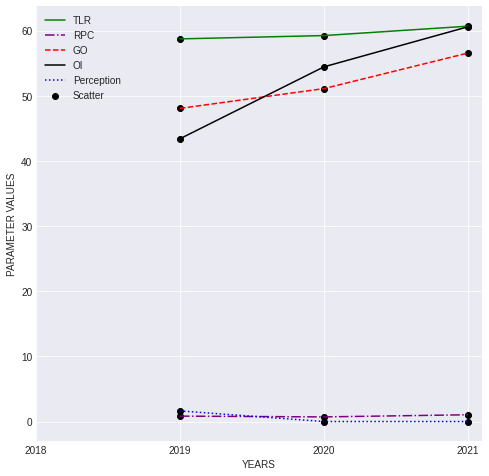 TLR
RPC
GO
OI
Perception
Scatter
60
50
40
30
20
10
0
PARAMETER VALUES
2018 2019 2020 2021
YEARS